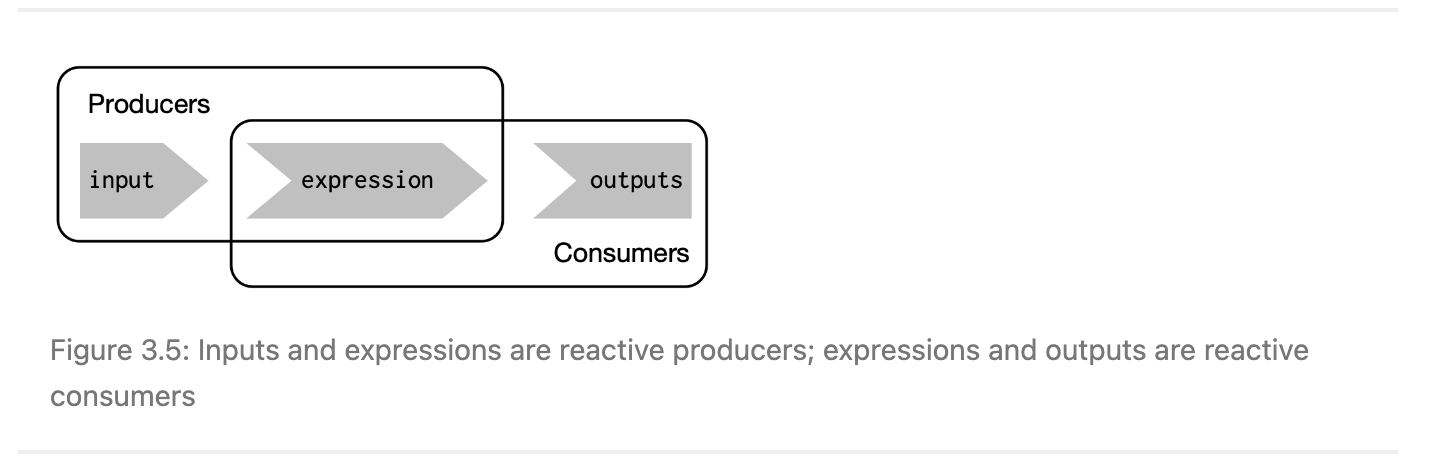 Producers
input
expression
outputs
Consumers
Figure 3.5: Inputs and expressions are reactive producers; expressions and outputs are reactive
consumers